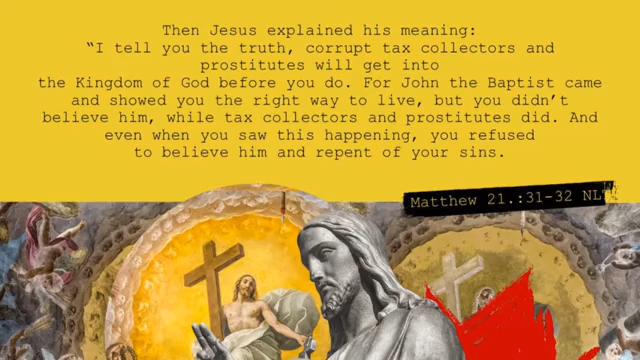 Then Jesus explained his meaning:
“I tell you the truth, corrupt tax collectors and
prostitutes will get into
the Kingdom of God before you do. For John the Baptist came
and showed you the right way to live, but you didn’t
believe him, while tax collectors and prostitutes did. And
even when you saw this happening, you refused
to believe him and repent of your sins.
Matthew 21.:31-32 NLT